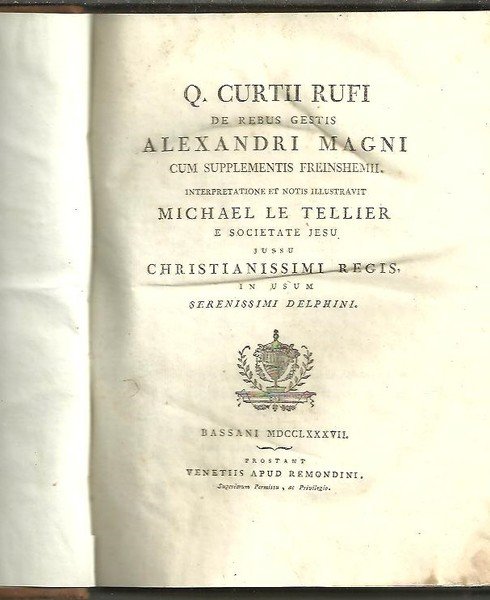 Q. CURTII RUFI
DE REBUS GESTIS
ALEXANDRI MAGNI
CUM SUPPLEMENTIS FREINSHEMII.
INTERPRETATIONE ET NOTIS ILLUSTRAVIT
MICHAEL LE TELLIER
E SOCIETATE JESU
JUSSU
CHRISTIANISSIMI REGIS,
IN USUM
SERENISSIMI DELPHINI.
BASSANI MDCCLXXXVII.
PROSTANT
VENETIIS APUD REMONDINI.
Superiorum Permissu, ac Privilegio.